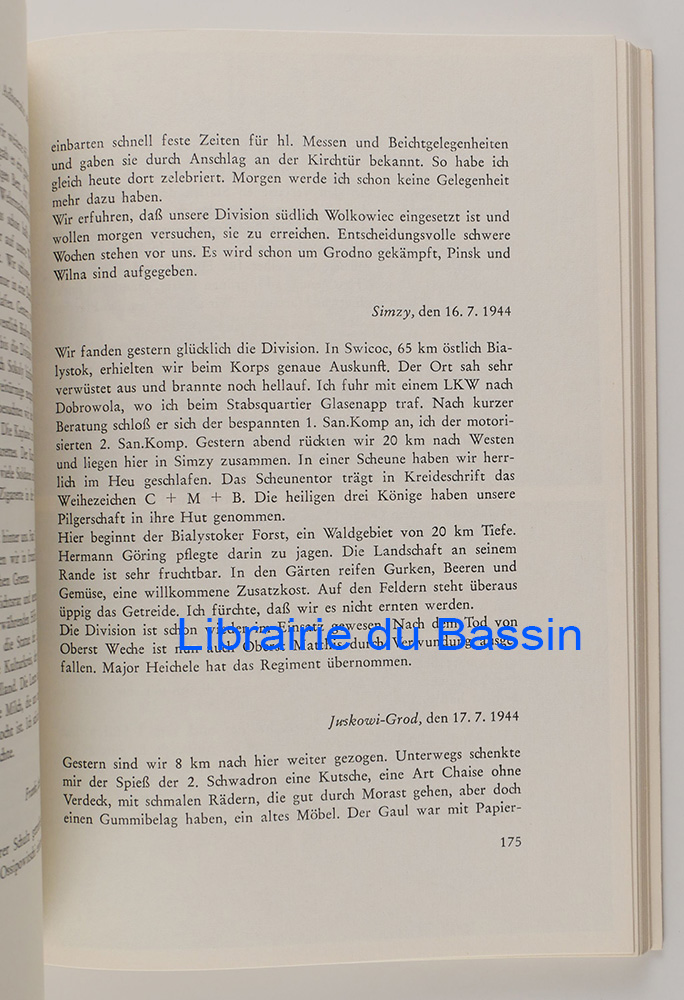 einbarten schnell feste Zeiten für hl. Messen und Beichtgelegenheiten
und gaben sie durch Anschlag an der Kirchtür bekannt. So habe ich
gleich heute dort zelebriert. Morgen werde ich schon keine Gelegenheit
mehr dazu haben.
Wir erfuhren, daß unsere Division südlich Wolkowiec eingesetzt ist und
wollen morgen versuchen, sie zu erreichen. Entscheidungsvolle schwere
Wochen stehen vor uns. Es wird schon um Grodno gekämpft, Pinsk und
Wilna sind aufgegeben.
Simzy, den 16. 7. 1944
Wir fanden gestern glücklich die Division. In Swicoc, 65 km östlich Bia-
lystok, erhielten wir beim Korps genaue Auskunft. Der Ort sah sehr
verwüstet aus und brannte noch hellauf. Ich fuhr mit einem LKW nach
Dobrowola, wo ich beim Stabsquartier Glasenapp traf. Nach kurzer
Beratung schloß er sich der bespannten 1. San.Komp an, ich der motori-
sierten 2. San.Komp. Gestern abend rückten wir 20 km nach Westen
und liegen hier in Simzy zusammen. In einer Scheune haben wir herr-
lich im Heu geschlafen. Das Scheunentor trägt in Kreideschrift das
Weihezeichen C + M + B. Die heiligen drei Könige haben unsere
Pilgerschaft in ihre Hut genommen.
Hier beginnt der Bialystoker Forst, ein Waldgebiet von 20 km Tiefe.
Hermann Göring pflegte darin zu jagen. Die Landschaft an seinem
Rande ist sehr fruchtbar. In den Gärten reifen Gurken, Beeren und
Gemüse, eine willkommene Zusatzkost. Auf den Feldern steht überaus
üppig das Getreide. Ich fürchte, daß wir es nicht ernten werden.
Die Division ist schon wieder im Einsatz gewesen. Nach dem Tod von
Oberst Weche ist nun auch Oberst durch Verwundung ausge-
fallen. Major Heichele hat das Regiment übernommen.
Librairie du Bassin
Juskowi-Grod, den 17. 7. 1944
Gestern sind wir 8 km nach hier weiter gezogen. Unterwegs schenkte
mir der Spieß der 2. Schwadron eine Kutsche, eine Art Chaise ohne
Verdeck, mit schmalen Rädern, die gut durch Morast gehen, aber doch
einen Gummibelag haben, ein altes Möbel. Der Gaul war mit Papier-
175